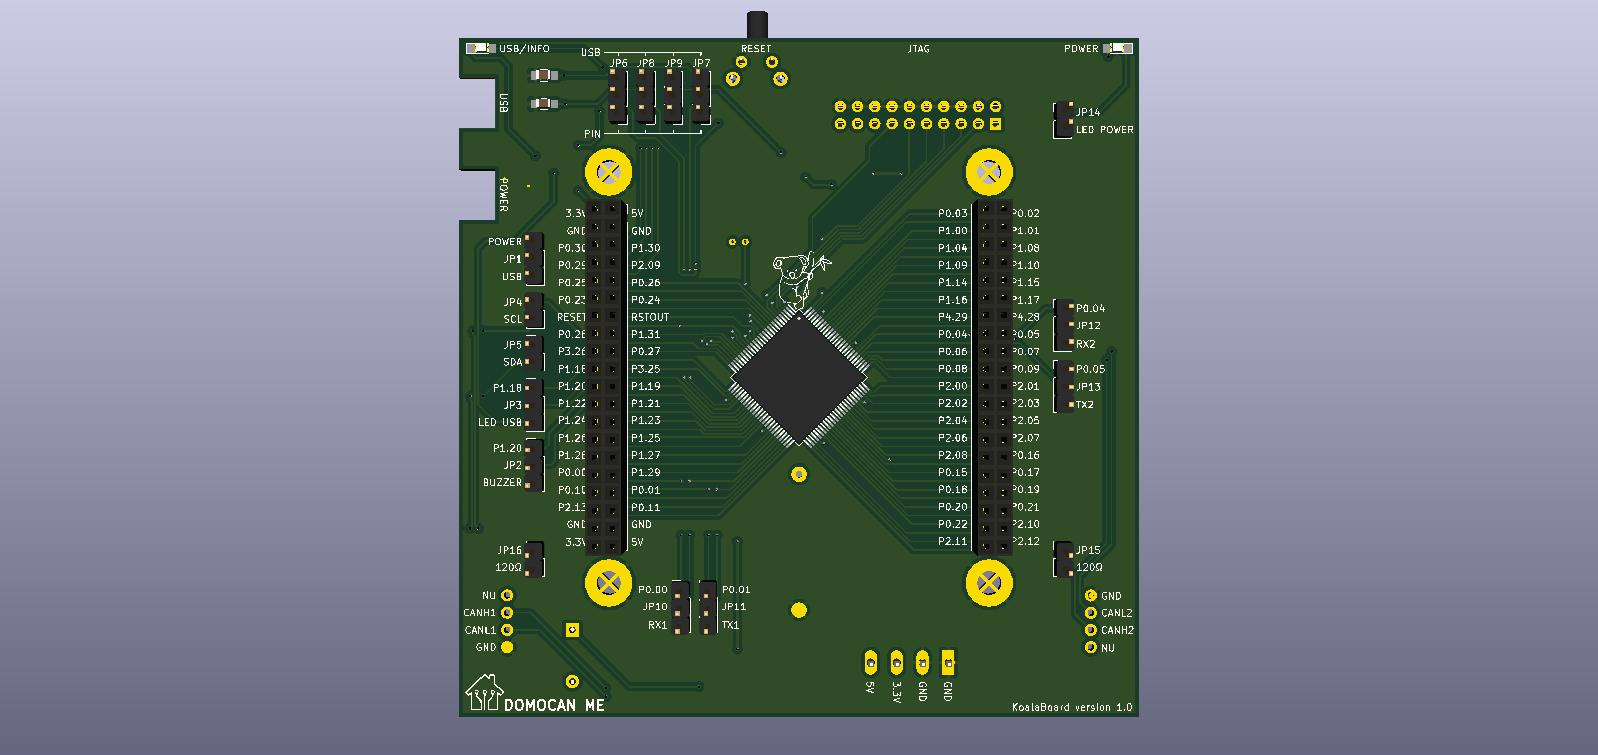 USB/INFO
USB
RESET
JTAG
POWER
JP6 JP8 JP9 JP7
USB
PIN
JP14
LED POWER
POWER
3.3V 5V
GND GND
P0.30 P1.30
P0.29 P2.09
P0.25 P0.26
P0.23 P0.24
RESET RSTOUT
P0.28 P1.31
P3.26 P0.27
P1.18 P3.25
P1.20 P1.19
P1.22 P1.21
P1.24 P1.23
P1.26 P1.25
P1.28 P1.27
P0.00 P1.29
P0.10 P0.01
P2.13 P0.11
GND GND
3.3V 5V
P0.03 P0.02
P1.00 P1.01
P1.04 P1.08
P1.09 P1.10
P1.14 P1.15
P1.16 P1.17
P4.29 P4.28
P0.04 P0.05
P0.06 P0.07
P0.08 P0.09
P2.00 P2.01
P2.02 P2.03
P2.04 P2.05
P2.06 P2.07
P2.08 P0.16
P0.15 P0.17
P0.18 P0.19
P0.20 P0.21
P0.22 P2.10
P2.11 P2.12
POWER
JP1
USB
JP4
SCL
JP5
SDA
P1.18
JP3
LED USB
P1.20
JP2
BUZZER
P0.04
JP12
RX2
P0.05
JP13
TX2
JP16
120Ω
JP15
120Ω
NU
CANH1
CANL1
GND
P0.00 P0.01
JP10 JP11
RX1 TX1
GND
CANL2
CANH2
NU
5V 3.3V GND GND
DOMOCAN ME
KoalaBoard version 1.0